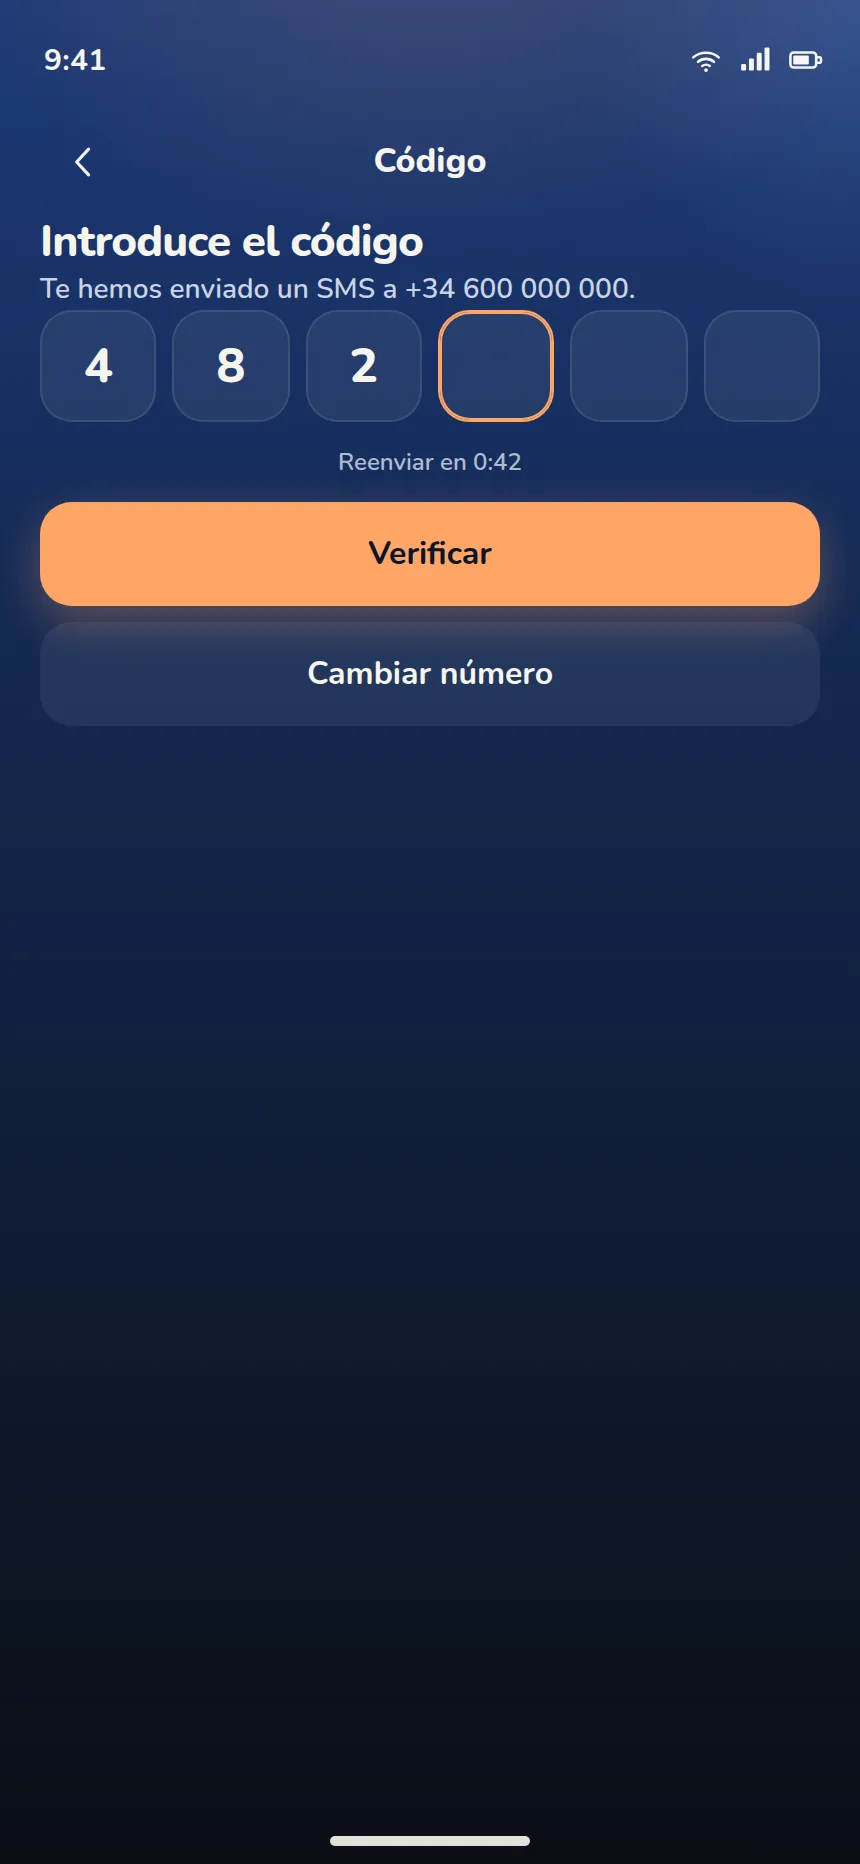 9:41
Código
Introduce el código
Te hemos enviado un SMS a +34 600 000 000.
4 8 2
Reenviar en 0:42
Verificar
Cambiar número